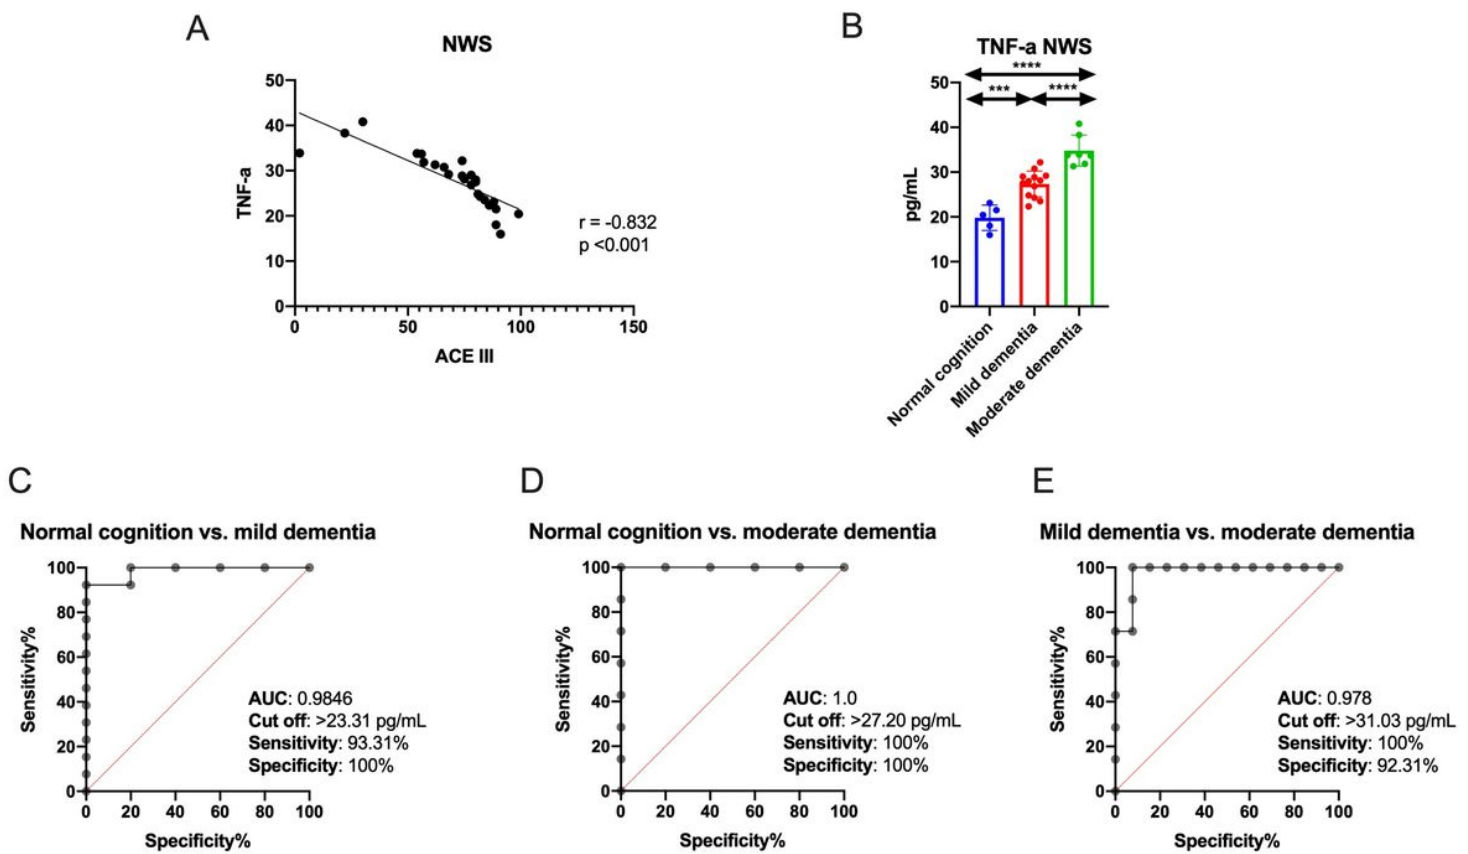 A
NWS
50
40
30
20
10
0
TNF-a
0 50 100 150
ACE III
r = -0.832
p <0.001
B
TNF-a NWS
****
*** ****
50
40
30
20
10
0
pg/mL
Normal cognition
Mild dementia
Moderate dementia
C
Normal cognition vs. mild dementia
100
80
60
40
20
0
Sensitivity%
AUC: 0.9846
Cut off: >23.31 pg/mL
Sensitivity: 93.31%
Specificity: 100%
0 20 40 60 80 100
Specificity%
D
Normal cognition vs. moderate dementia
100
80
60
40
20
0
Sensitivity%
AUC: 1.0
Cut off: >27.20 pg/mL
Sensitivity: 100%
Specificity: 100%
0 20 40 60 80 100
Specificity%
E
Mild dementia vs. moderate dementia
100
80
60
40
20
0
Sensitivity%
AUC: 0.978
Cut off: >31.03 pg/mL
Sensitivity: 100%
Specificity: 92.31%
0 20 40 60 80 100
Specificity%